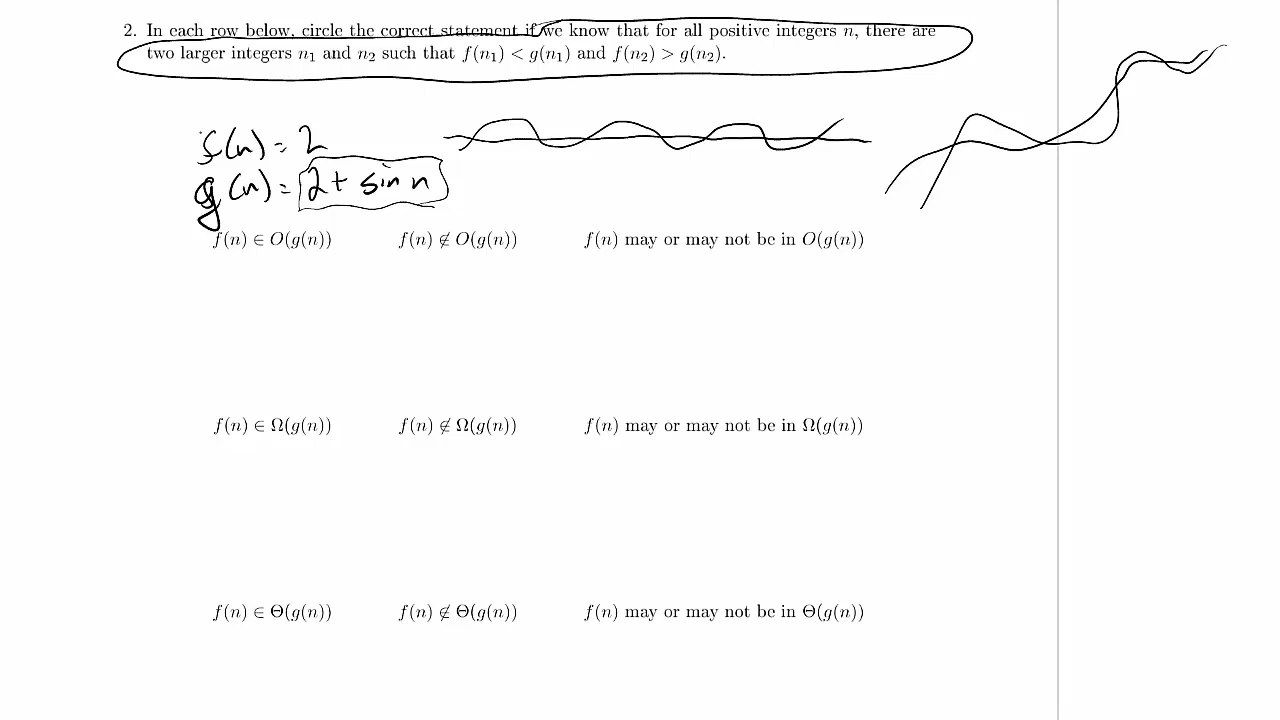 2. In each row below, circle the correct statement if we know that for all positive integers n, there are
two larger integers n₁ and n₂ such that f(n₁) < g(n₁) and f(n₂) > g(n₂).
f(n) = 2
g(n) = 2 + sin n
f(n) ∈ O(g(n)) f(n) ∉ O(g(n)) f(n) may or may not be in O(g(n))
f(n) ∈ Ω(g(n)) f(n) ∉ Ω(g(n)) f(n) may or may not be in Ω(g(n))
f(n) ∈ Θ(g(n)) f(n) ∉ Θ(g(n)) f(n) may or may not be in Θ(g(n))